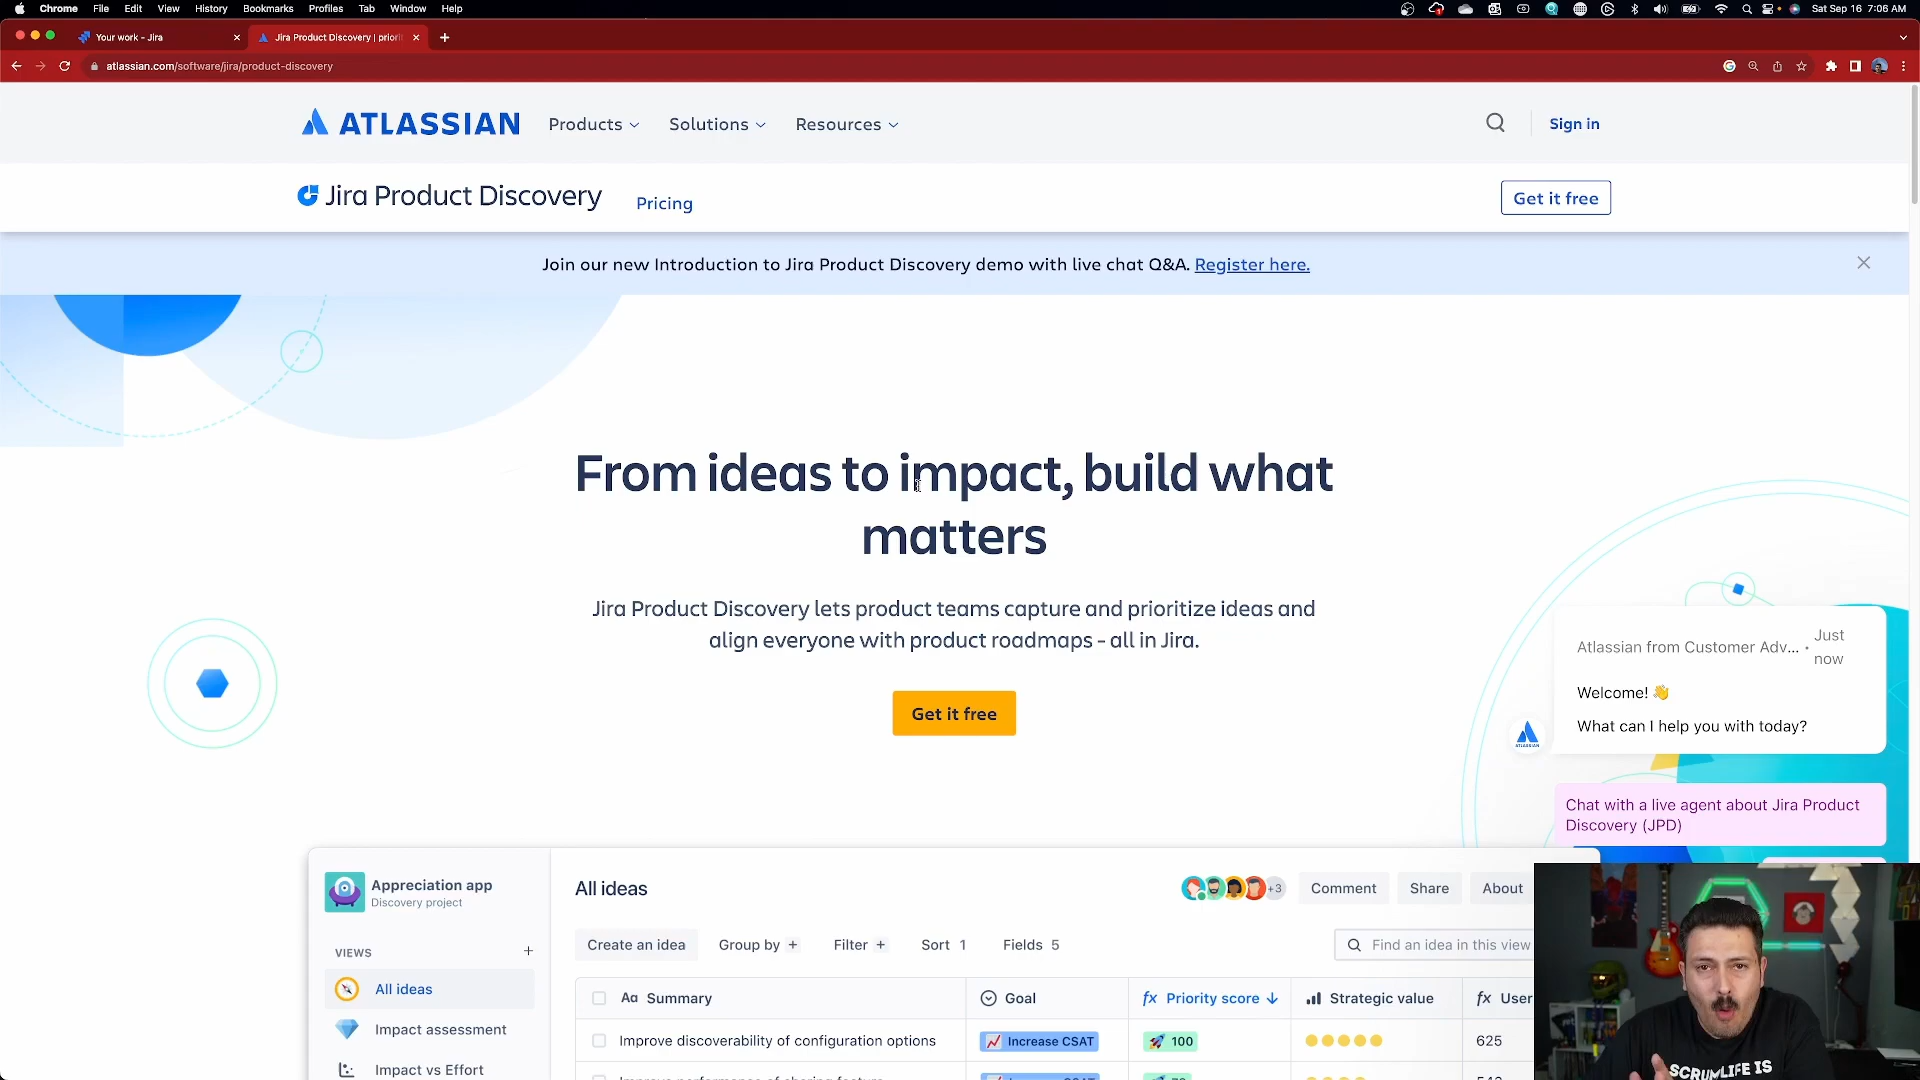 Chrome File Edit View History Bookmarks Profiles Tab Window Help
Sat Sep 16 7:06 AM
Your work - Jira
Jira Product Discovery | priori
atlassian.com/software/jira/product-discovery
ATLASSIAN
Products
Solutions
Resources
Sign in
Jira Product Discovery
Pricing
Get it free
Join our new Introduction to Jira Product Discovery demo with live chat Q&A. Register here.
From ideas to impact, build what
matters
Jira Product Discovery lets product teams capture and prioritize ideas and
align everyone with product roadmaps - all in Jira.
Get it free
Atlassian from Customer Adv... • Just
now
Welcome! 👋
What can I help you with today?
ATLASSIAN
Chat with a live agent about Jira Product
Discovery (JPD)
Appreciation app
Discovery project
VIEWS
All ideas
Impact assessment
Impact vs Effort
All ideas
+3
Comment
Share
About
Create an idea
Group by +
Filter +
Sort 1
Fields 5
Find an idea in this view
Aa Summary
Goal
fx Priority score
Strategic value
fx User
Improve discoverability of configuration options
Increase CSAT
100
625
SCRUMLIFE IS